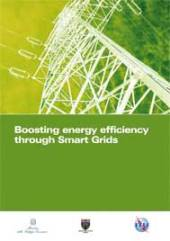 Boosting energy efficiency
through Smart Grids